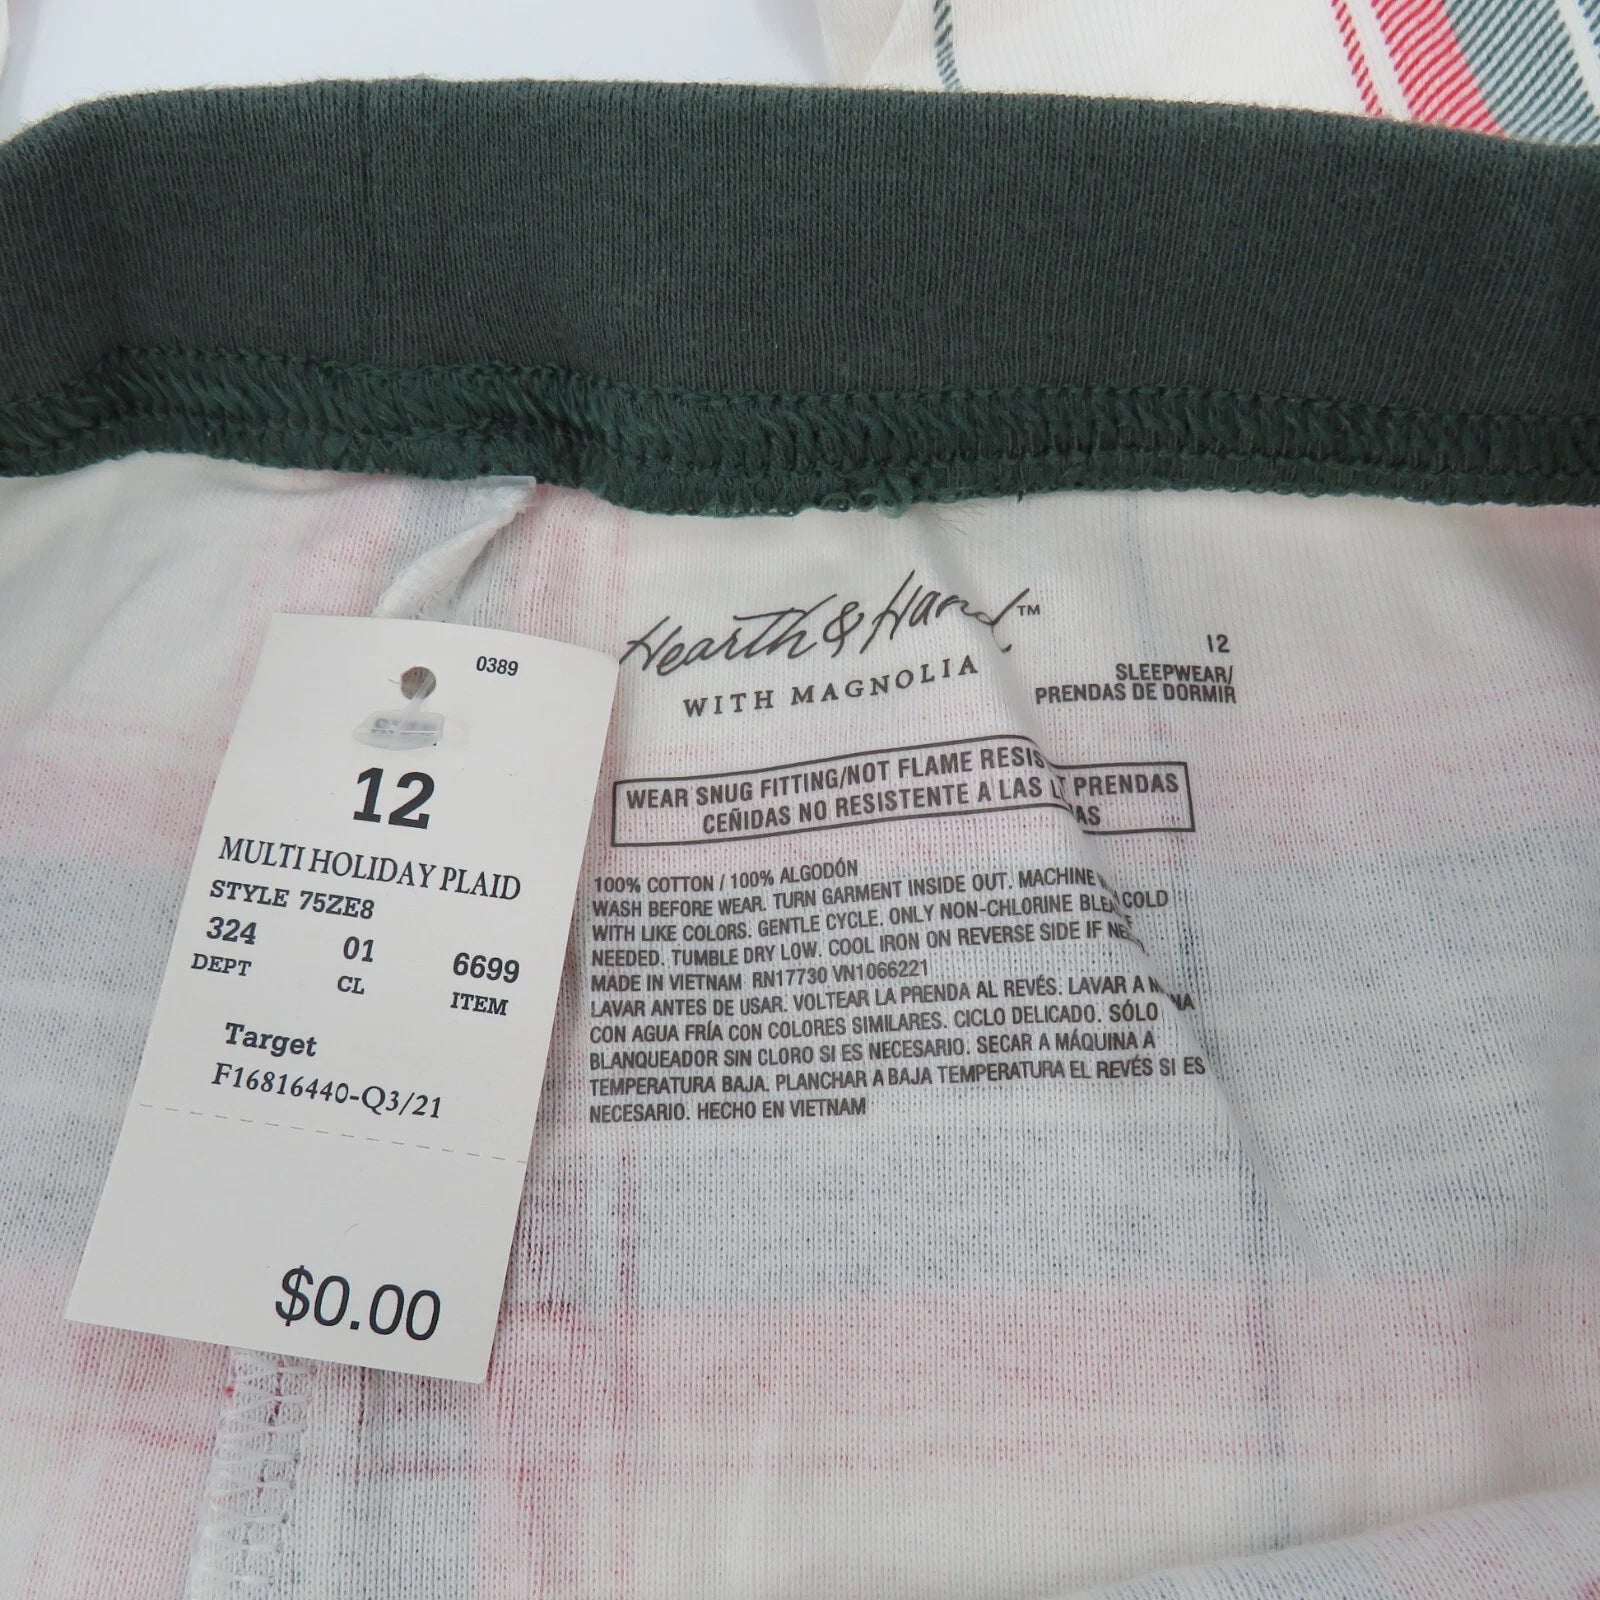 0389
12
MULTI HOLIDAY PLAID
STYLE 75ZE8
324 01 6699
DEPT CL ITEM
Target
F16816440-Q3/21
$0.00
Hearth & Hand™
WITH MAGNOLIA
12
SLEEPWEAR/
PRENDAS DE DORMIR
WEAR SNUG FITTING/NOT FLAME RESIS
CEÑIDAS NO RESISTENTE A LAS PRENDAS
100% COTTON / 100% ALGODÓN
WASH BEFORE WEAR. TURN GARMENT INSIDE OUT. MACHINE COLD
WITH LIKE COLORS. GENTLE CYCLE. ONLY NON-CHLORINE
NEEDED. TUMBLE DRY LOW. COOL IRON ON REVERSE SIDE IF
MADE IN VIETNAM RN17730 VN1066221
LAVAR ANTES DE USAR. VOLTEAR LA PRENDA AL REVÉS. LAVAR A
CON AGUA FRÍA CON COLORES SIMILARES. CICLO DELICADO. SÓLO
BLANQUEADOR SIN CLORO SI ES NECESARIO. SECAR A MÁQUINA A
TEMPERATURA BAJA. PLANCHAR A BAJA TEMPERATURA EL REVÉS SI ES
NECESARIO. HECHO EN VIETNAM